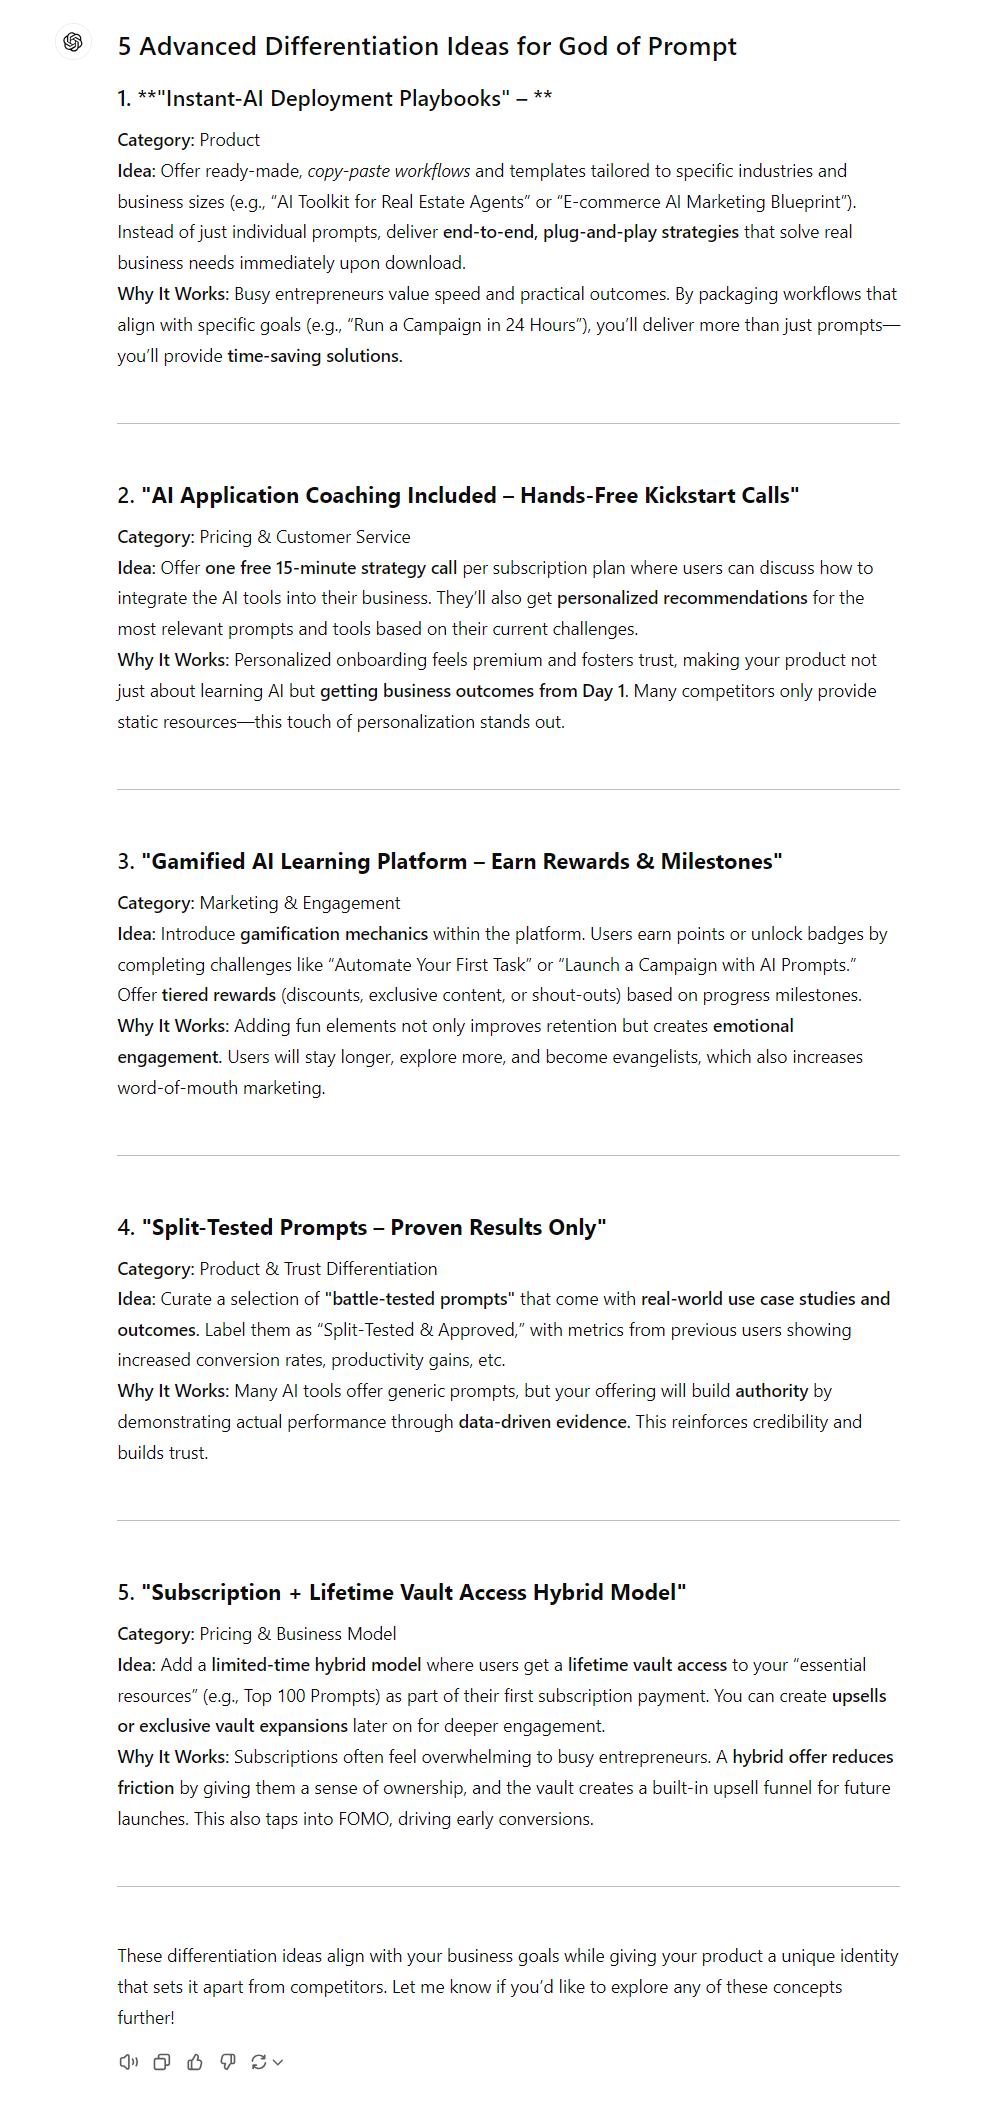 5 Advanced Differentiation Ideas for God of Prompt
1. **"Instant-AI Deployment Playbooks" – **
Category: Product
Idea: Offer ready-made, copy-paste workflows and templates tailored to specific industries and
business sizes (e.g., “AI Toolkit for Real Estate Agents” or “E-commerce AI Marketing Blueprint”).
Instead of just individual prompts, deliver end-to-end, plug-and-play strategies that solve real
business needs immediately upon download.
Why It Works: Busy entrepreneurs value speed and practical outcomes. By packaging workflows that
align with specific goals (e.g., “Run a Campaign in 24 Hours”), you’ll deliver more than just prompts—
you’ll provide time-saving solutions.
2. "AI Application Coaching Included – Hands-Free Kickstart Calls"
Category: Pricing & Customer Service
Idea: Offer one free 15-minute strategy call per subscription plan where users can discuss how to
integrate the AI tools into their business. They’ll also get personalized recommendations for the
most relevant prompts and tools based on their current challenges.
Why It Works: Personalized onboarding feels premium and fosters trust, making your product not
just about learning AI but getting business outcomes from Day 1. Many competitors only provide
static resources—this touch of personalization stands out.
3. "Gamified AI Learning Platform – Earn Rewards & Milestones"
Category: Marketing & Engagement
Idea: Introduce gamification mechanics within the platform. Users earn points or unlock badges by
completing challenges like “Automate Your First Task” or “Launch a Campaign with AI Prompts.”
Offer tiered rewards (discounts, exclusive content, or shout-outs) based on progress milestones.
Why It Works: Adding fun elements not only improves retention but creates emotional
engagement. Users will stay longer, explore more, and become evangelists, which also increases
word-of-mouth marketing.
4. "Split-Tested Prompts – Proven Results Only"
Category: Product & Trust Differentiation
Idea: Curate a selection of "battle-tested prompts" that come with real-world use case studies and
outcomes. Label them as “Split-Tested & Approved,” with metrics from previous users showing
increased conversion rates, productivity gains, etc.
Why It Works: Many AI tools offer generic prompts, but your offering will build authority by
demonstrating actual performance through data-driven evidence. This reinforces credibility and
builds trust.
5. "Subscription + Lifetime Vault Access Hybrid Model"
Category: Pricing & Business Model
Idea: Add a limited-time hybrid model where users get a lifetime vault access to your “essential
resources” (e.g., Top 100 Prompts) as part of their first subscription payment. You can create upsells
or exclusive vault expansions later on for deeper engagement.
Why It Works: Subscriptions often feel overwhelming to busy entrepreneurs. A hybrid offer reduces
friction by giving them a sense of ownership, and the vault creates a built-in upsell funnel for future
launches. This also taps into FOMO, driving early conversions.
These differentiation ideas align with your business goals while giving your product a unique identity
that sets it apart from competitors. Let me know if you’d like to explore any of these concepts
further!